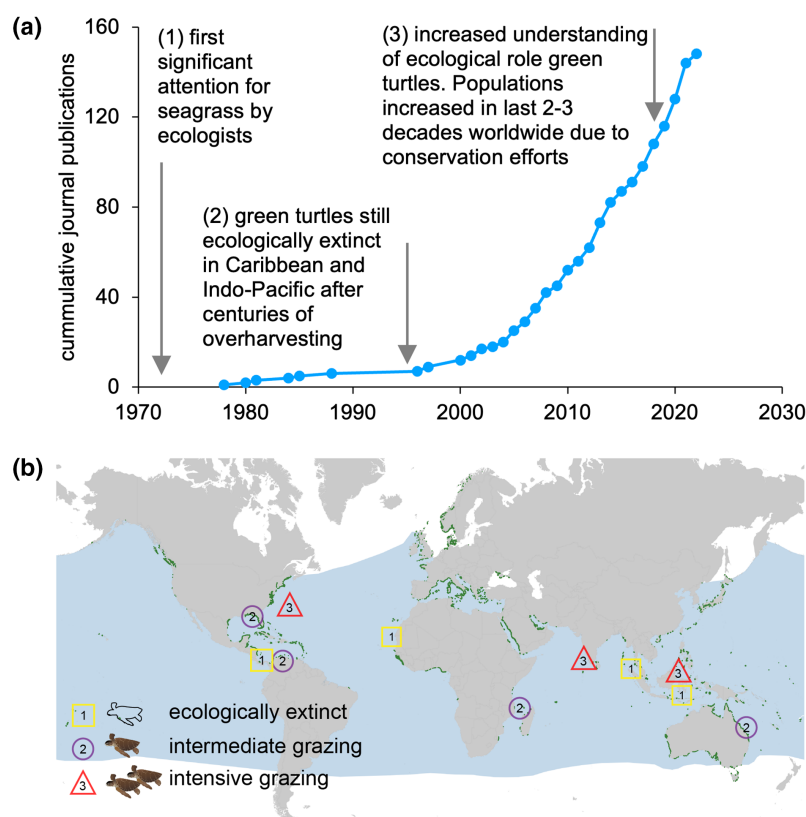 (a)
cummulative journal publications
160
120
80
40
0
1970 1980 1990 2000 2010 2020 2030
(1) first
significant
attention for
seagrass by
ecologists
(2) green turtles still
ecologically extinct
in Caribbean and
Indo-Pacific after
centuries of
overharvesting
(3) increased understanding
of ecological role green
turtles. Populations
increased in last 2-3
decades worldwide due to
conservation efforts
(b)
2
3
1
1
2
3
1
3
1
2
2
1 ecologically extinct
2 intermediate grazing
3 intensive grazing